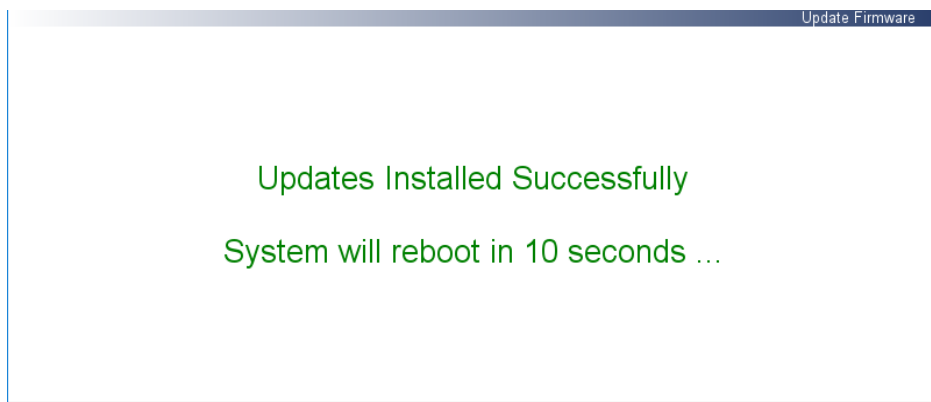 Update Firmware
Updates Installed Successfully
System will reboot in 10 seconds ...